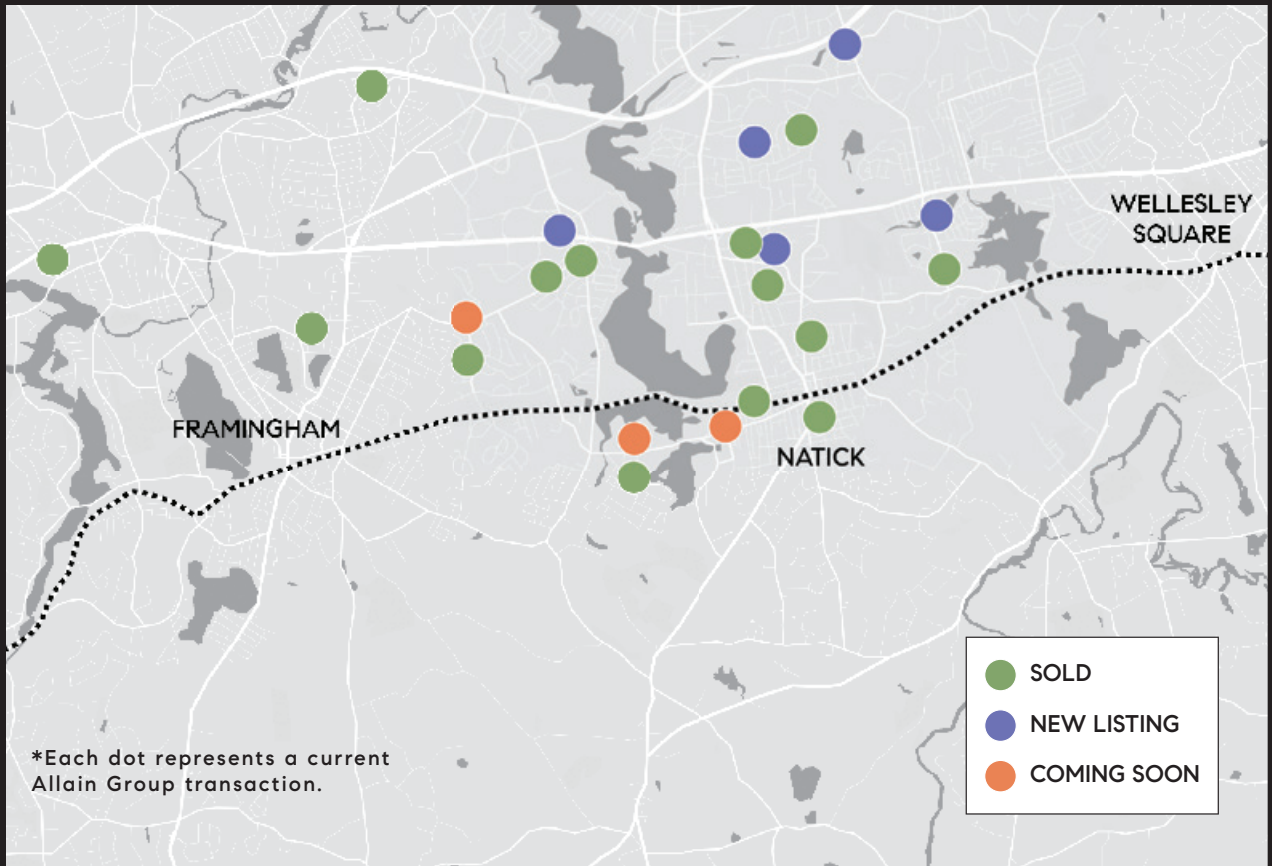 WELLESLEY
SQUARE
FRAMINGHAM
NATICK
SOLD
NEW LISTING
COMING SOON
*Each dot represents a current
Allain Group transaction.